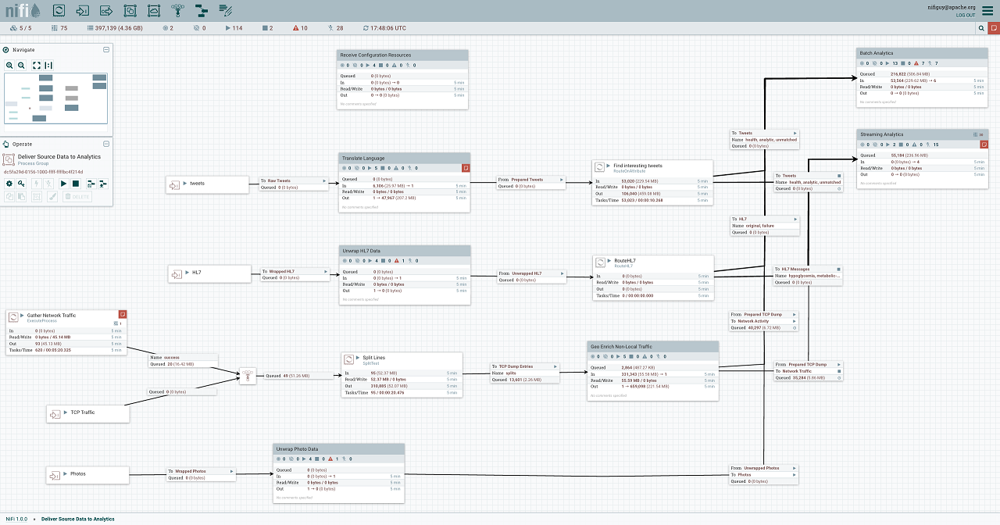 nifi
nifiguy@apache.org
LOG OUT
5 / 5 75 397,139 (4.36 GB) 2 0 114 2 10 28 17:48:06 UTC
Navigate
Operate
Deliver Source Data to Analytics
Process Group
dc5fa29d-0156-1000-ffff-ffffbc4f214d
DELETE
Receive Configuration Resources
0 0 4 0 0 0
Queued 0 (0 bytes)
In 0 (0 bytes) → 0 5 min
Read/Write 0 bytes / 0 bytes 5 min
Out 0 → 0 (0 bytes) 5 min
No comments specified
Batch Analytics
0 0 13 0 7 7
Queued 216,822 (506.84 MB)
In 53,564 (229.62 MB) → 6 5 min
Read/Write 0 bytes / 0 bytes 5 min
Out 0 → 0 (0 bytes) 5 min
No comments specified
To Tweets
Name health, analytic, unmatched
Queued 0 (0 bytes)
Streaming Analytics
0 0 2 0 0 15
Queued 55,184 (236.96 MB)
In 0 (0 bytes) → 4 5 min
Read/Write 0 bytes / 0 bytes 5 min
Out 0 → 0 (0 bytes) 5 min
No comments specified
tweets
To Raw Tweets
Queued 0 (0 bytes)
Translate Language
0 0 5 0 0 0
Queued 0 (0 bytes)
In 6,106 (25.97 MB) → 1 5 min
Read/Write 0 bytes / 0 bytes 5 min
Out 1 → 47,967 (207.2 MB) 5 min
No comments specified
From Prepared Tweets
Queued 0 (0 bytes)
Find interesting tweets
RouteOnAttribute
In 53,020 (229.54 MB) 5 min
Read/Write 0 bytes / 0 bytes 5 min
Out 106,040 (459.08 MB) 5 min
Tasks/Time 53,023 / 00:00:10.268 5 min
To Tweets
Name health, analytic, unmatched
Queued 0 (0 bytes)
To HL7
Name original, failure
Queued 0 (0 bytes)
HL7
To Wrapped HL7
Queued 0 (0 bytes)
Unwrap HL7 Data
0 0 4 0 1 0
Queued 0 (0 bytes)
In 0 (0 bytes) → 1 5 min
Read/Write 0 bytes / 0 bytes 5 min
Out 1 → 0 (0 bytes) 5 min
No comments specified
From Unwrapped HL7
Queued 0 (0 bytes)
RouteHL7
RouteHL7
In 0 (0 bytes) 5 min
Read/Write 0 bytes / 0 bytes 5 min
Out 0 (0 bytes) 5 min
Tasks/Time 0 / 00:00:00.000 5 min
To HL7 Messages
Name hypoglycemia, metabolic-...
Queued 0 (0 bytes)
Gather Network Traffic
ExecuteProcess
1
In 0 (0 bytes) 5 min
Read/Write 0 bytes / 45.14 MB 5 min
Out 93 (45.13 MB) 5 min
Tasks/Time 620 / 00:05:20.325 5 min
From Prepared TCP Dump
To Network Activity
Queued 40,297 (6.72 MB)
Name success
Queued 20 (16.42 MB)
Queued 0 (0 bytes)
Queued 49 (51.26 MB)
Split Lines
SplitText
In 95 (52.37 MB) 5 min
Read/Write 52.37 MB / 0 bytes 5 min
Out 310,885 (52.07 MB) 5 min
Tasks/Time 95 / 00:00:20.476 5 min
To TCP Dump Entries
Name splits
Queued 13,601 (2.26 MB)
Geo Enrich Non-Local Traffic
0 0 5 0 0 0
Queued 2,864 (487.27 KB)
In 331,343 (55.58 MB) → 1 5 min
Read/Write 55.59 MB / 0 bytes 5 min
Out 1 → 659,098 (221.54 MB) 5 min
No comments specified
From Prepared TCP Dump
To Network Traffic
Queued 35,284 (5.86 MB)
TCP Traffic
Photos
To Wrapped Photos
Queued 0 (0 bytes)
Unwrap Photo Data
0 0 4 0 1 0
Queued 0 (0 bytes)
In 0 (0 bytes) → 1 5 min
Read/Write 0 bytes / 0 bytes 5 min
Out 1 → 0 (0 bytes) 5 min
No comments specified
From Unwrapped Photos
To Photos
Queued 0 (0 bytes)
NiFi 1.0.0 Deliver Source Data to Analytics